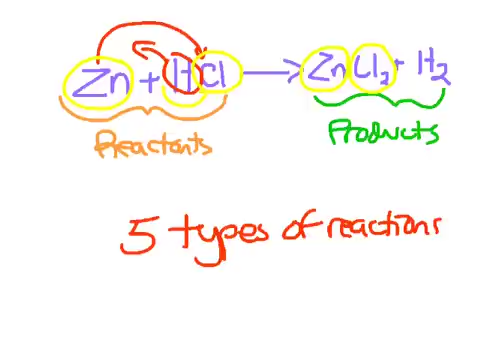 Zn + HCl → ZnCl₂ + H₂
Reactants Products
5 types of reactions